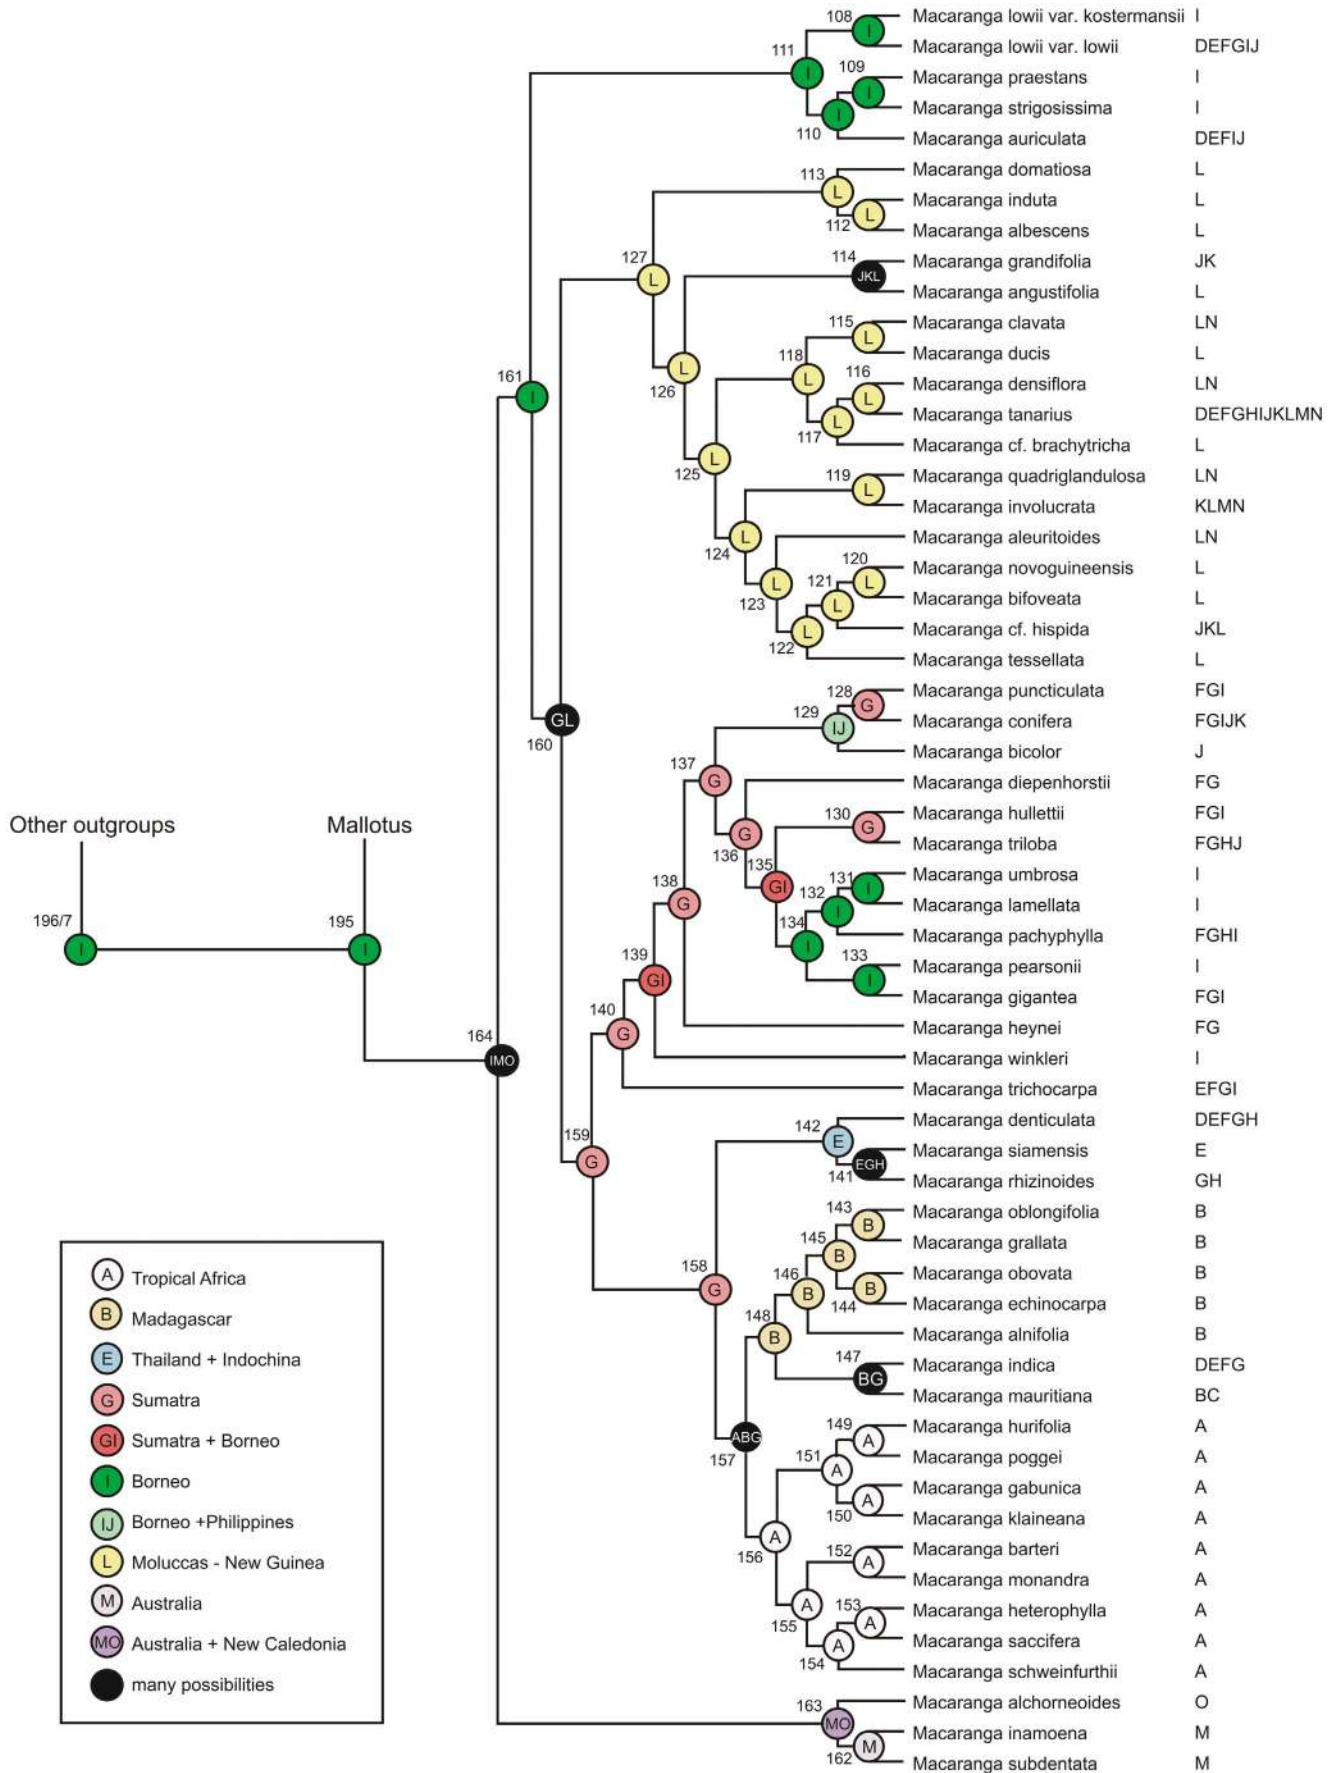 108
Macaranga lowii var. kostermansii I
I
111
Macaranga lowii var. lowii DEFGIJ
109
I
Macaranga praestans I
I
Macaranga strigosissima I
I
110
Macaranga auriculata DEFIJ
113
Macaranga domatiosa L
L
Macaranga induta L
L
112
Macaranga albescens L
127
114
Macaranga grandifolia JK
L
JKL
Macaranga angustifolia L
115
Macaranga clavata LN
L
118
Macaranga ducis L
161
L
126
L
116
Macaranga densiflora LN
I
L
Macaranga tanarius DEFGHIJKLMN
L
117
Macaranga cf. brachytricha L
L
125
119
Macaranga quadriglandulosa LN
L
Macaranga involucrata KLMN
L
124
Macaranga aleuritoides LN
120
Macaranga novoguineensis L
L
121
L
123
Macaranga bifoveata L
L
Macaranga cf. hispida JKL
L
122
Macaranga tessellata L
128
Macaranga puncticulata FGI
G
129
Macaranga conifera FGIJK
GL
160
IJ
Macaranga bicolor J
137
G
Macaranga diepenhorstii FG
130
Macaranga hullettii FGI
Other outgroups
Mallotus
G
G
136
Macaranga triloba FGHJ
135
138
GI
131
Macaranga umbrosa I
I
132
G
Macaranga lamellata I
I
196/7
195
134
Macaranga pachyphylla FGHI
I
I
I
139
133
Macaranga pearsonii I
GI
I
Macaranga gigantea FGI
140
G
Macaranga heynei FG
164
IMO
Macaranga winkleri I
Macaranga trichocarpa EFGI
142
Macaranga denticulata DEFGH
159
E
Macaranga siamensis E
G
EGH
141
Macaranga rhizinoides GH
143
Macaranga oblongifolia B
B
145
Macaranga grallata B
B
158
146
Macaranga obovata B
G
B
B
144
Macaranga echinocarpa B
148
B
Macaranga alnifolia B
147
Macaranga indica DEFG
BG
Macaranga mauritiana BC
149
Macaranga hurifolia A
ABG
157
A
151
Macaranga poggei A
A
Macaranga gabunica A
A
150
Macaranga klaineana A
A
156
152
Macaranga barteri A
A
Macaranga monandra A
A
155
153
Macaranga heterophylla A
A
Macaranga saccifera A
A
154
Macaranga schweinfurthii A
163
Macaranga alchorneoides O
MO
Macaranga inamoena M
M
162
Macaranga subdentata M
A Tropical Africa
B Madagascar
E Thailand + Indochina
G Sumatra
GI Sumatra + Borneo
I Borneo
IJ Borneo +Philippines
L Moluccas - New Guinea
M Australia
MO Australia + New Caledonia
many possibilities